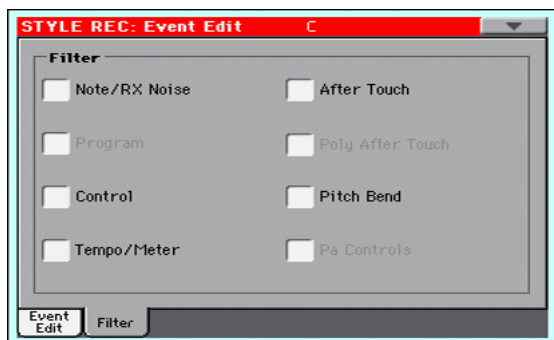 STYLE REC: Event Edit C
Filter
Note/RX Noise
After Touch
Program
Poly After Touch
Control
Pitch Bend
Tempo/Meter
Pa Controls
Event Edit
Filter